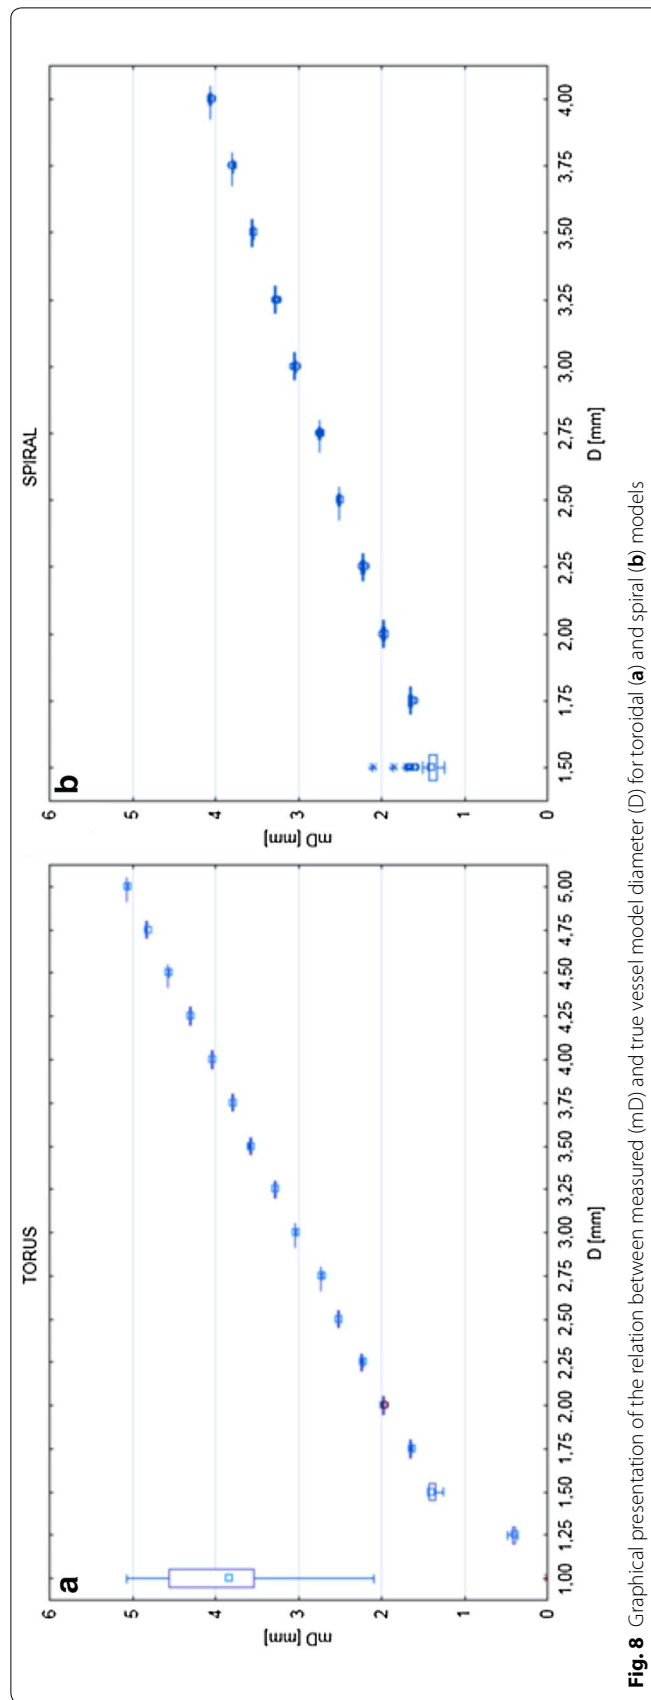 a
TORUS
6
5
4
3
2
1
0
mD [mm]
1,00 1,25 1,50 1,75 2,00 2,25 2,50 2,75 3,00 3,25 3,50 3,75 4,00 4,25 4,50 4,75 5,00
D [mm]
b
SPIRAL
6
5
4
3
2
1
0
mD [mm]
1,50 1,75 2,00 2,25 2,50 2,75 3,00 3,25 3,50 3,75 4,00
D [mm]
Fig. 8 Graphical presentation of the relation between measured (mD) and true vessel model diameter (D) for toroidal (a) and spiral (b) models